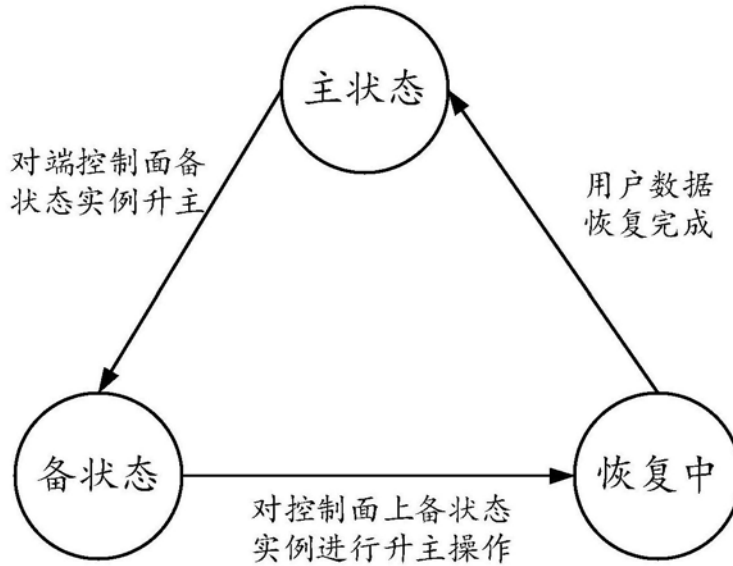 主状态
对端控制面备
状态实例升主
用户数据
恢复完成
备状态
恢复中
对控制面上备状态
实例进行升主操作